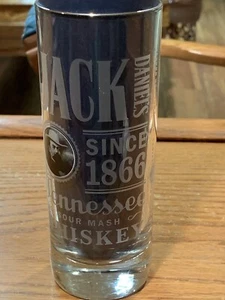 JACK
DANIEL'S
SINCE
1866
Tennessee
SOUR MASH
WHISKEY